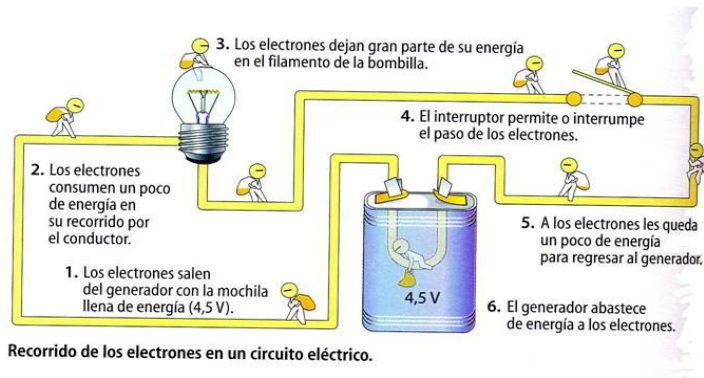 3. Los electrones dejan gran parte de su energía
en el filamento de la bombilla.
4. El interruptor permite o interrumpe
el paso de los electrones.
2. Los electrones
consumen un poco
de energía en
su recorrido por
el conductor.
5. A los electrones les queda
un poco de energía
para regresar al generador.
1. Los electrones salen
del generador con la mochila
llena de energía (4,5 V).
4,5 V
6. El generador abastece
de energía a los electrones.
Recorrido de los electrones en un circuito eléctrico.